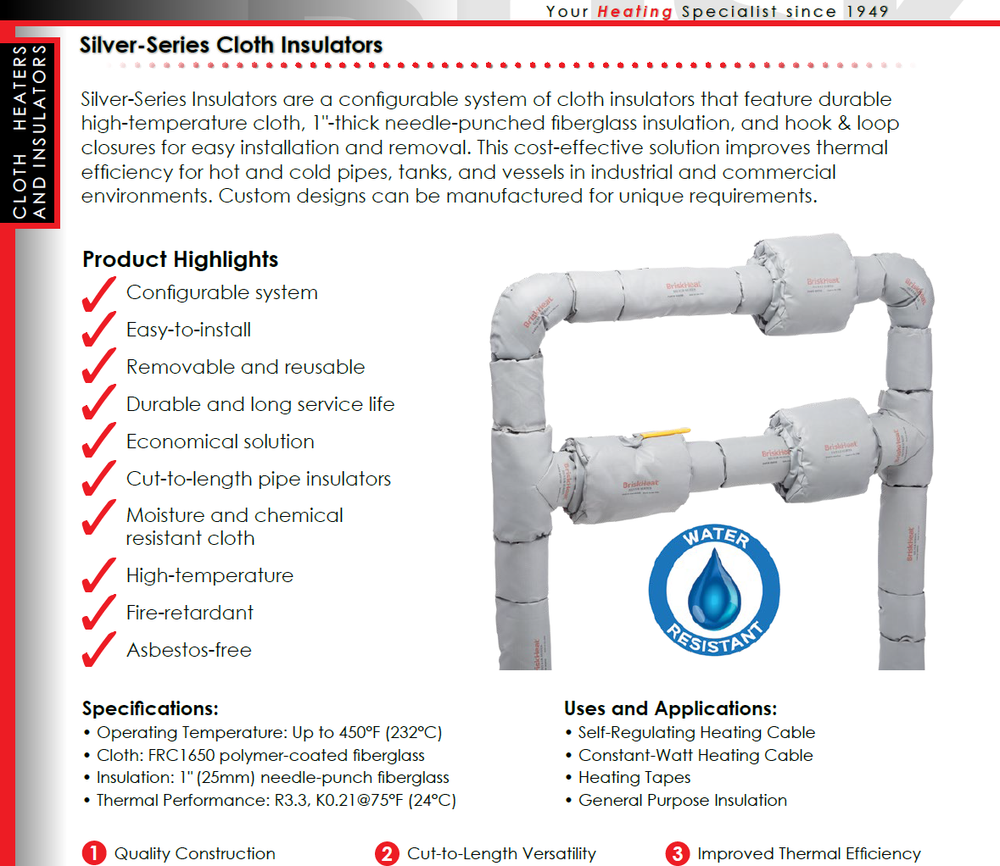 Your Heating Specialist since 1949
CLOTH HEATERS
AND INSULATORS
Silver-Series Cloth Insulators
Silver-Series Insulators are a configurable system of cloth insulators that feature durable
high-temperature cloth, 1"-thick needle-punched fiberglass insulation, and hook & loop
closures for easy installation and removal. This cost-effective solution improves thermal
efficiency for hot and cold pipes, tanks, and vessels in industrial and commercial
environments. Custom designs can be manufactured for unique requirements.
Product Highlights
Configurable system
Easy-to-install
Removable and reusable
Durable and long service life
Economical solution
Cut-to-length pipe insulators
Moisture and chemical
resistant cloth
High-temperature
Fire-retardant
Asbestos-free
BriskHeat
BriskHeat
BriskHeat
BriskHeat
BriskHeat
BriskHeat
BriskHeat
WATER
RESISTANT
Specifications:
• Operating Temperature: Up to 450°F (232°C)
• Cloth: FRC1650 polymer-coated fiberglass
• Insulation: 1" (25mm) needle-punch fiberglass
• Thermal Performance: R3.3, K0.21@75°F (24°C)
Uses and Applications:
• Self-Regulating Heating Cable
• Constant-Watt Heating Cable
• Heating Tapes
• General Purpose Insulation
1 Quality Construction
2 Cut-to-Length Versatility
3 Improved Thermal Efficiency